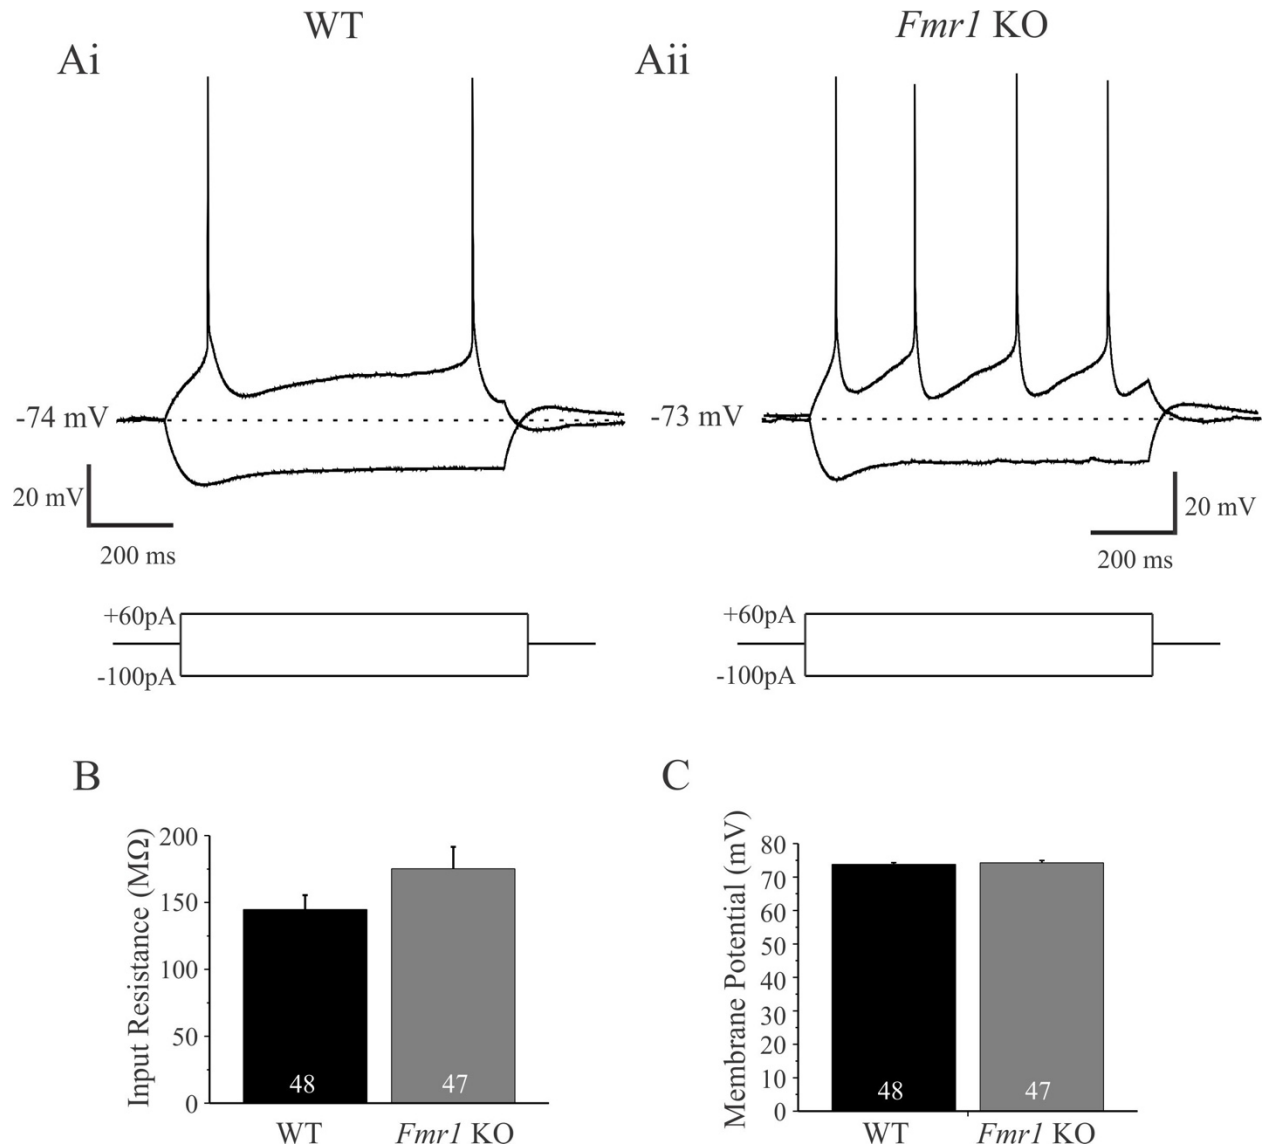 WT
Fmr1 KO
Ai
Aii
-74 mV
-73 mV
20 mV
200 ms
20 mV
200 ms
+60pA
-100pA
+60pA
-100pA
B
Input Resistance (MΩ)
200
150
100
50
0
48
47
WT
Fmr1 KO
C
Membrane Potential (mV)
80
70
60
50
40
30
20
10
0
48
47
WT
Fmr1 KO